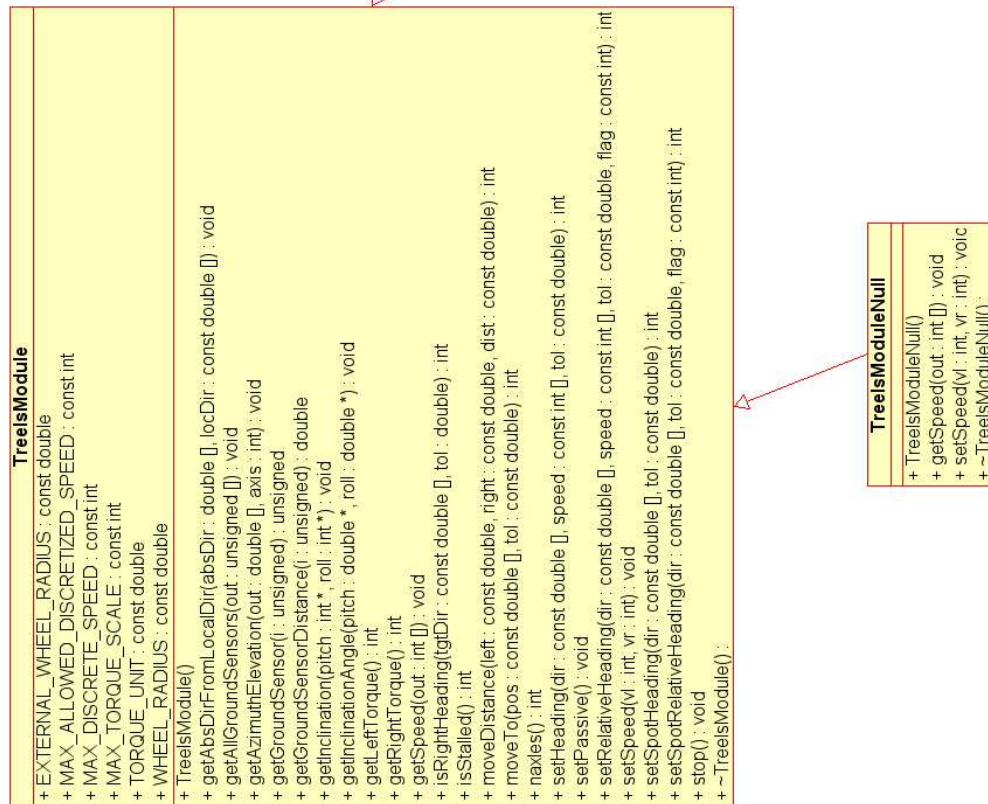 TreelsModule
+ EXTERNAL_WHEEL_RADIUS : const double
+ MAX_ALLOWED_DISCRETIZED_SPEED : const int
+ MAX_DISCRETE_SPEED : const int
+ MAX_TORQUE_SCALE : const int
+ TORQUE_UNIT : const double
+ WHEEL_RADIUS : const double
+ TreelsModule()
+ getAbsDirFromLocalDir(absDir : double [], locDir : const double []) : void
+ getAllGroundSensors(out : unsigned []) : void
+ getAzimuthElevation(out : double [], axis : int) : void
+ getGroundSensor(i : unsigned) : unsigned
+ getGroundSensorDistance(i : unsigned) : double
+ getInclination(pitch : int *, roll : int *) : void
+ getInclinationAngle(pitch : double *, roll : double *) : void
+ getLeftTorque() : int
+ getRightTorque() : int
+ getSpeed(out : int []) : void
+ isRightHeading(tgtDir : const double [], tol : double) : int
+ isStalled() : int
+ moveDistance(left : const double, right : const double, dist : const double) : int
+ moveTo(pos : const double [], tol : const double) : int
+ naxles() : int
+ setHeading(dir : const double [], speed : const int [], tol : const double) : int
+ setPassive() : void
+ setRelativeHeading(dir : const double [], speed : const int [], tol : const double, flag : const int) : int
+ setSpeed(vl : int, vr : int) : void
+ setSpotHeading(dir : const double [], tol : const double) : int
+ setSpotRelativeHeading(dir : const double [], tol : const double, flag : const int) : int
+ stop() : void
+ ~TreelsModule() :
TreelsModuleNull
+ TreelsModuleNull()
+ getSpeed(out : int []) : void
+ setSpeed(vl : int, vr : int) : voic
+ ~TreelsModuleNull() :